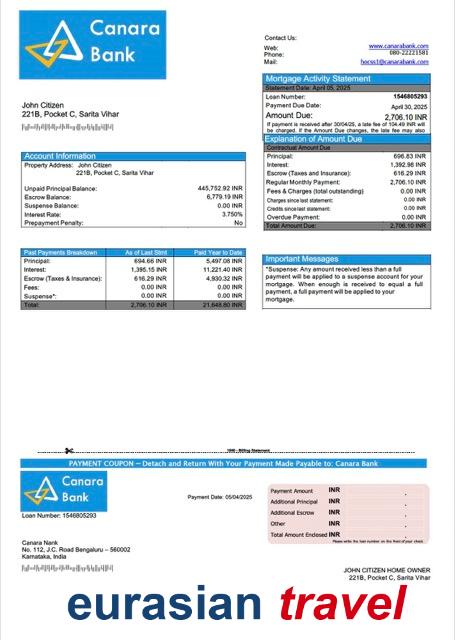 Canara
Bank
Contact Us:
Web: www.canarabank.com
Phone: 080-22221581
Mail: hocss1@canarabank.com
Mortgage Activity Statement
Statement Date: April 05, 2025
Loan Number: 1546805293
Payment Due Date: April 30, 2025
Amount Due: 2,706.10 INR
If payment is received after 30/04/25, a late fee of 104.49 INR will
be charged. If the Amount Due changes, the late fee may also
John Citizen
221B, Pocket C, Sarita Vihar
Explanation of Amount Due
Contractual Amount Due
Principal: 696.83 INR
Interest: 1,392.98 INR
Escrow (Taxes and Insurance): 616.29 INR
Regular Monthly Payment: 2,706.10 INR
Fees & Charges (total outstanding) 0.00 INR
Charges since last statement: 0.00 INR
Credits since last statement: 0.00 INR
Overdue Payment: 0.00 INR
Total Amount Due: 2,706.10 INR
Account Information
Property Address: John Citizen
221B, Pocket C, Sarita Vihar
Unpaid Principal Balance: 445,752.92 INR
Escrow Balance: 6,779.19 INR
Suspense Balance: 0.00 INR
Interest Rate: 3.750%
Prepayment Penalty: No
Past Payments Breakdown As of Last Stmt Paid Year to Date
Principal: 694.66 INR 5,497.08 INR
Interest: 1,395.15 INR 11,221.40 INR
Escrow (Taxes & Insurance): 616.29 INR 4,930.32 INR
Fees: 0.00 INR 0.00 INR
Suspense*: 0.00 INR 0.00 INR
Total: 2,706.10 INR 21,648.80 INR
Important Messages
*Suspense: Any amount received less than a full
payment will be applied to a suspense account for your
mortgage. When enough is received to equal a full
payment, a full payment will be applied to your
mortgage.
Billing Statement
PAYMENT COUPON – Detach and Return With Your Payment Made Payable to: Canara Bank
Canara
Bank
Loan Number: 1546805293
Payment Date: 05/04/2025
Payment Amount INR .
Additional Principal INR .
Additional Escrow INR .
Other INR .
Total Amount Enclosed INR .
Please write the loan number on the front of your check.
Canara Nank
No. 112, J.C. Road Bengaluru – 560002
Karnataka, India
JOHN CITIZEN HOME OWNER
221B, Pocket C, Sarita Vihar
eurasian travel